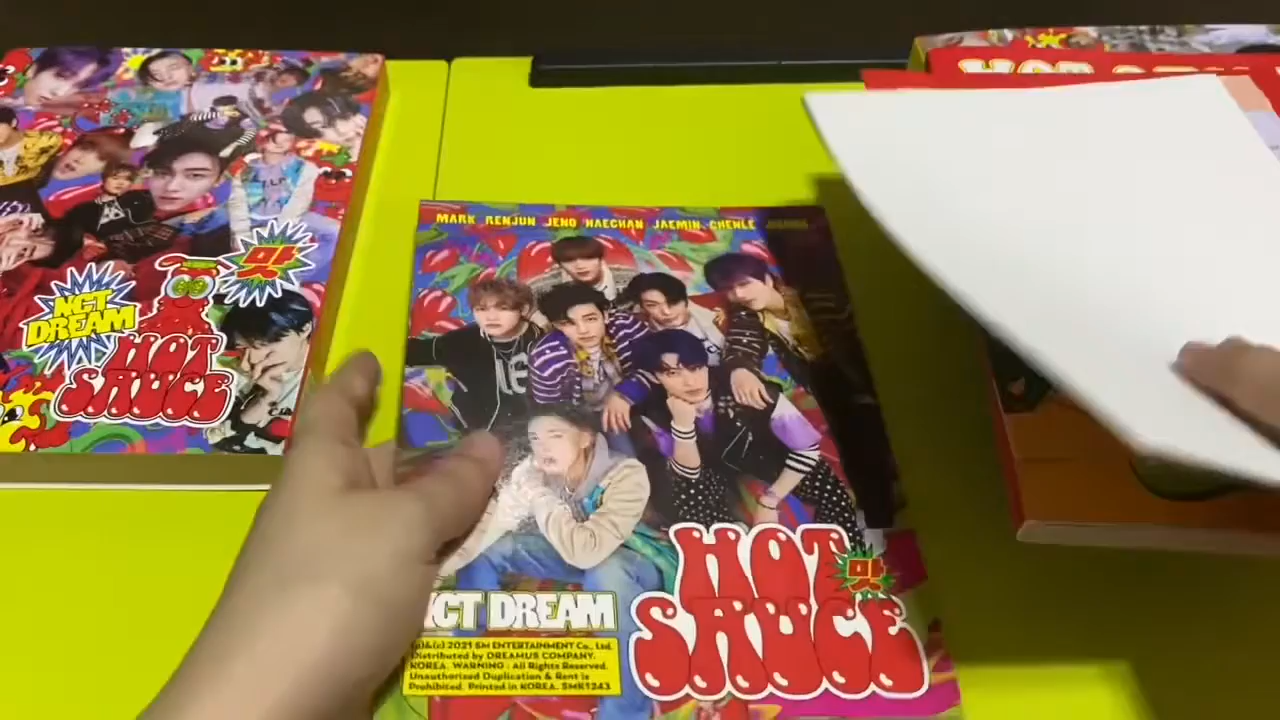 맛
NCT
DREAM
HOT
SAUCE
MARK RENJUN JENO HAECHAN JAEMIN CHENLE JISUNG
HOT
맛
SAUCE
NCT DREAM
(p)&(c) 2021 SM ENTERTAINMENT Co., Ltd.
Distributed by DREAMUS COMPANY.
KOREA. WARNING : All Rights Reserved.
Unauthorized Duplication & Rent is
Prohibited. Printed in KOREA. SMK1243
HOT